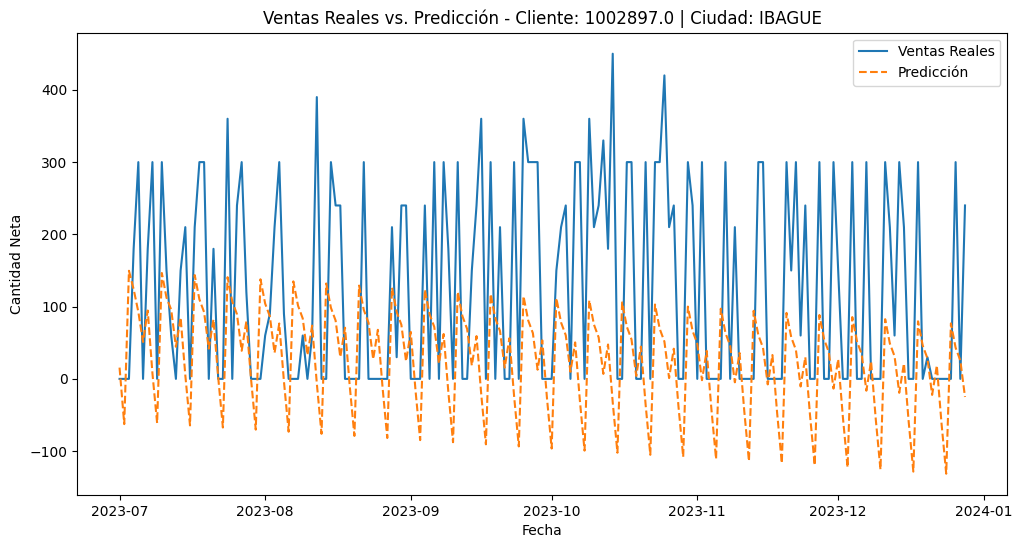 Ventas Reales vs. Predicción - Cliente: 1002897.0 | Ciudad: IBAGUE
Ventas Reales
Predicción
Cantidad Neta
400
300
200
100
0
−100
2023-07
2023-08
2023-09
2023-10
2023-11
2023-12
2024-01
Fecha